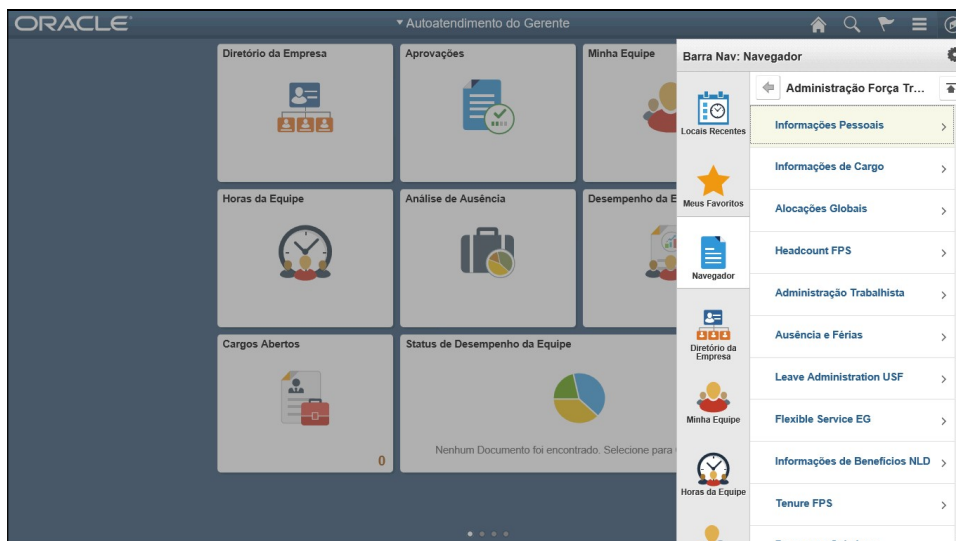 ORACLE
Autoatendimento do Gerente
Diretório da Empresa
Aprovações
Minha Equipe
Horas da Equipe
Análise de Ausência
Desempenho da E
Cargos Abertos
0
Status de Desempenho da Equipe
Nenhum Documento foi encontrado. Selecione para
Barra Nav: Navegador
Locais Recentes
Meus Favoritos
Navegador
Diretório da
Empresa
Minha Equipe
Horas da Equipe
Administração Força Tr...
Informações Pessoais
Informações de Cargo
Alocações Globais
Headcount FPS
Administração Trabalhista
Ausência e Férias
Leave Administration USF
Flexible Service EG
Informações de Benefícios NLD
Tenure FPS